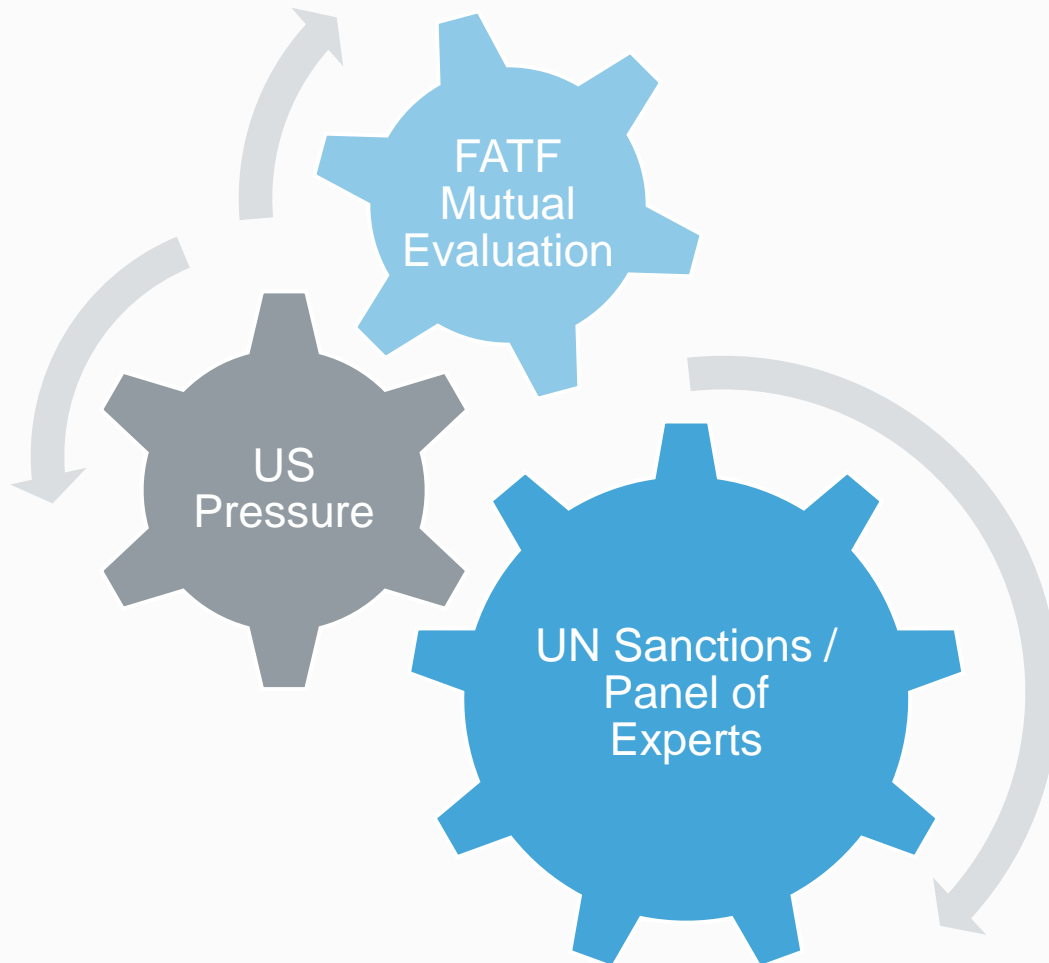 FATF
Mutual
Evaluation
US
Pressure
UN Sanctions /
Panel of
Experts